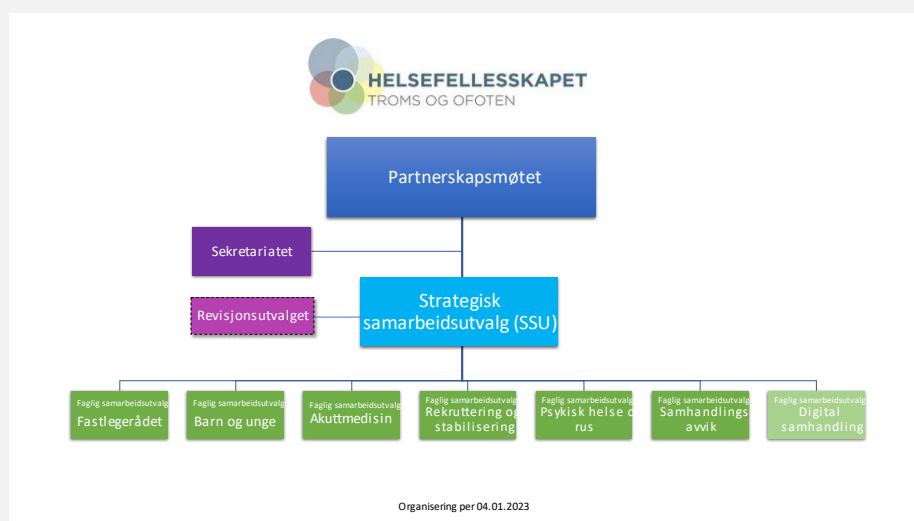 HELSEFELLESSKAPET
TROMS OG OFOTEN
Partnerskapsmøtet
Sekretariatet
Strategisk
samarbeidsutvalg (SSU)
Revisjonsutvalget
Faglig samarbeidsutvalg
Fastlegerådet
Faglig samarbeidsutvalg
Barn og unge
Faglig samarbeidsutvalg
Akuttmedisin
Faglig samarbeidsutvalg
Rekruttering og
stabilisering
Faglig samarbeidsutvalg
Psykisk helse o
rus
Faglig samarbeidsutvalg
Samhandlings
avvik
Faglig samarbeidsutvalg
Digital
samhandling
Organisering per 04.01.2023